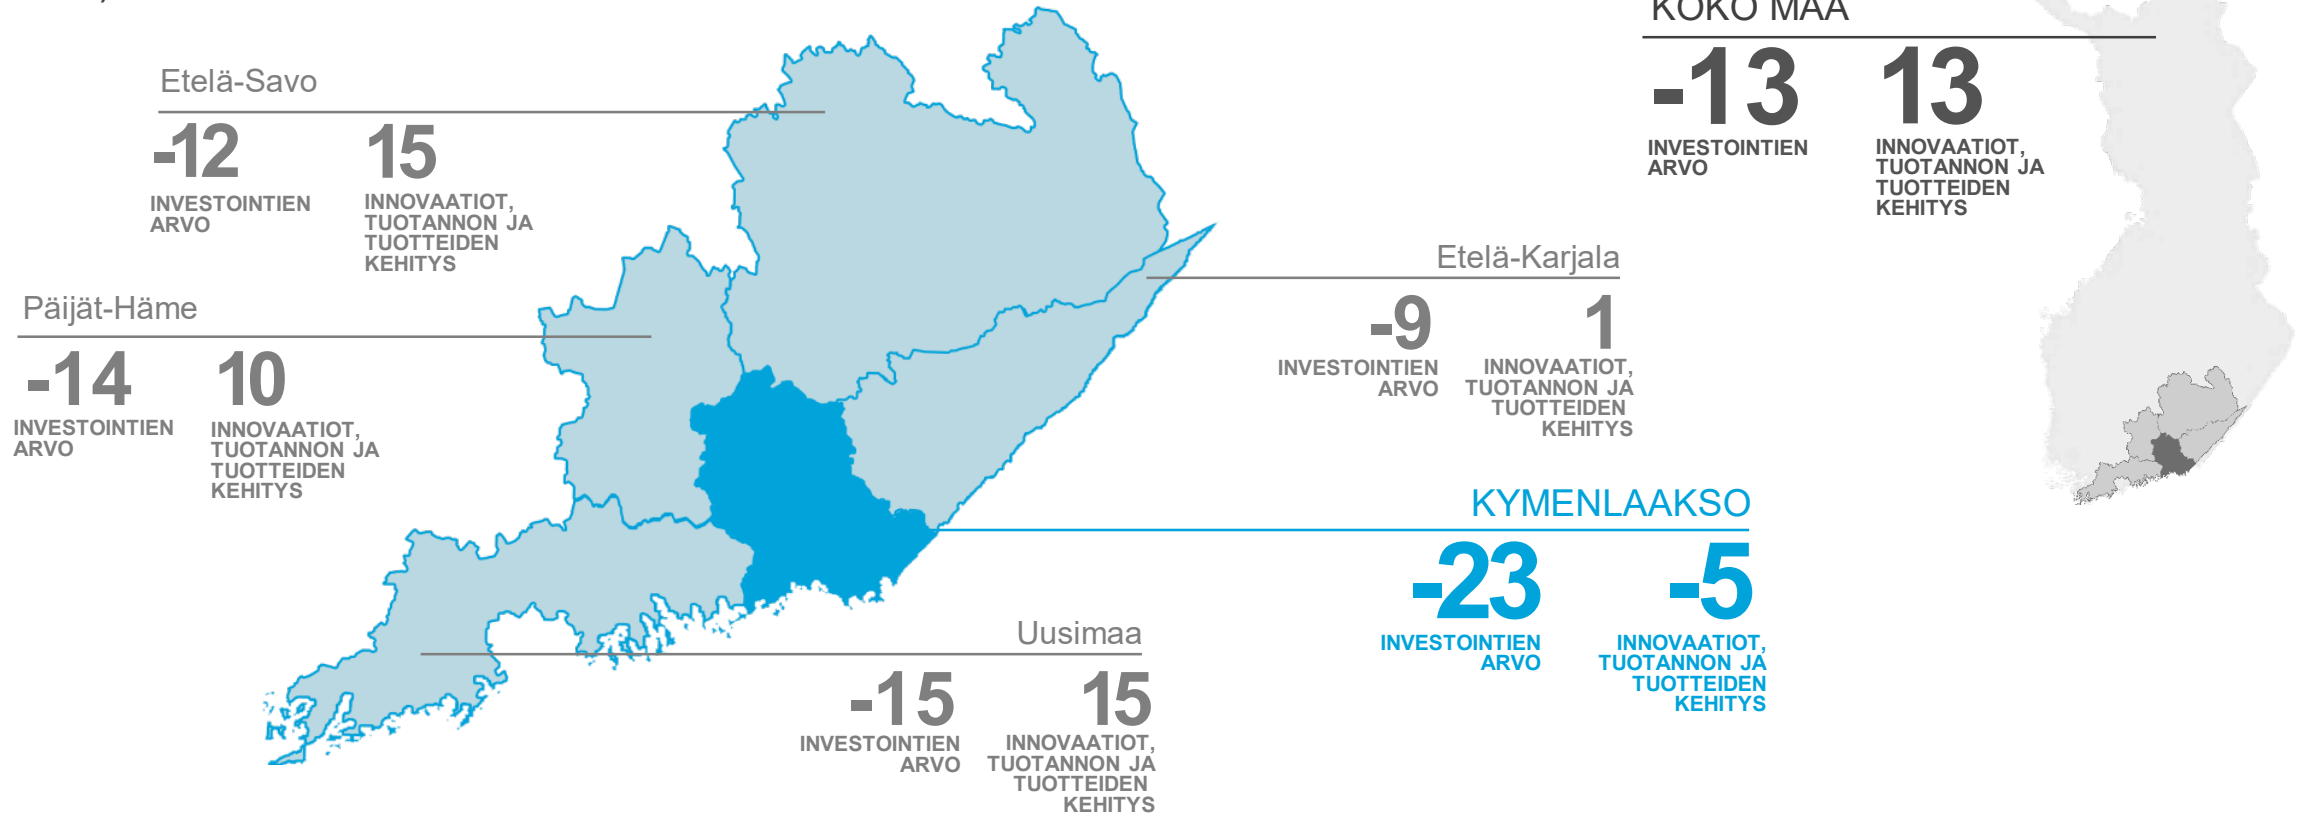 KOKO MAA
-13
13
INVESTOINTIEN
ARVO
INNOVAATIOT,
TUOTANNON JA
TUOTTEIDEN
KEHITYS
Etelä-Savo
-12
15
INVESTOINTIEN
ARVO
INNOVAATIOT,
TUOTANNON JA
TUOTTEIDEN
KEHITYS
Etelä-Karjala
-9
1
INVESTOINTIEN
ARVO
INNOVAATIOT,
TUOTANNON JA
TUOTTEIDEN
KEHITYS
Päijät-Häme
-14
10
INVESTOINTIEN
ARVO
INNOVAATIOT,
TUOTANNON JA
TUOTTEIDEN
KEHITYS
KYMENLAAKSO
-23
-5
INVESTOINTIEN
ARVO
INNOVAATIOT,
TUOTANNON JA
TUOTTEIDEN
KEHITYS
Uusimaa
-15
15
INVESTOINTIEN
ARVO
INNOVAATIOT,
TUOTANNON JA
TUOTTEIDEN
KEHITYS